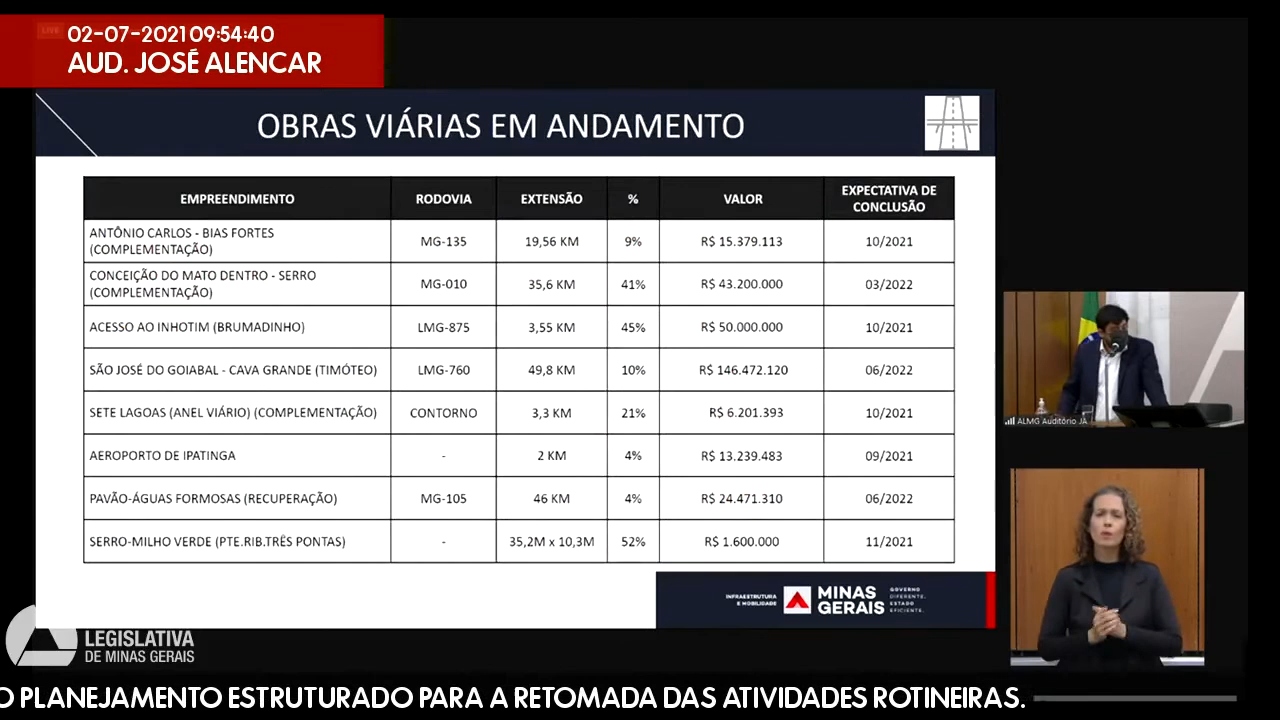 LIVE
02-07-2021 09:54:40
AUD. JOSÉ ALENCAR
OBRAS VIÁRIAS EM ANDAMENTO
EMPREENDIMENTO RODOVIA EXTENSÃO % VALOR EXPECTATIVA DE CONCLUSÃO
ANTÔNIO CARLOS - BIAS FORTES (COMPLEMENTAÇÃO) MG-135 19,56 KM 9% R$ 15.379.113 10/2021
CONCEIÇÃO DO MATO DENTRO - SERRO (COMPLEMENTAÇÃO) MG-010 35,6 KM 41% R$ 43.200.000 03/2022
ACESSO AO INHOTIM (BRUMADINHO) LMG-875 3,55 KM 45% R$ 50.000.000 10/2021
SÃO JOSÉ DO GOIABAL - CAVA GRANDE (TIMÓTEO) LMG-760 49,8 KM 10% R$ 146.472.120 06/2022
SETE LAGOAS (ANEL VIÁRIO) (COMPLEMENTAÇÃO) CONTORNO 3,3 KM 21% R$ 6.201.393 10/2021
AEROPORTO DE IPATINGA - 2 KM 4% R$ 13.239.483 09/2021
PAVÃO-ÁGUAS FORMOSAS (RECUPERAÇÃO) MG-105 46 KM 4% R$ 24.471.310 06/2022
SERRO-MILHO VERDE (PTE.RIB.TRÊS PONTAS) - 35,2M x 10,3M 52% R$ 1.600.000 11/2021
INFRAESTRUTURA
E MOBILIDADE
MINAS
GERAIS
GOVERNO
DIFERENTE.
ESTADO
EFICIENTE.
ALMG Auditório JA
LEGISLATIVA
DE MINAS GERAIS
O PLANEJAMENTO ESTRUTURADO PARA A RETOMADA DAS ATIVIDADES ROTINEIRAS.